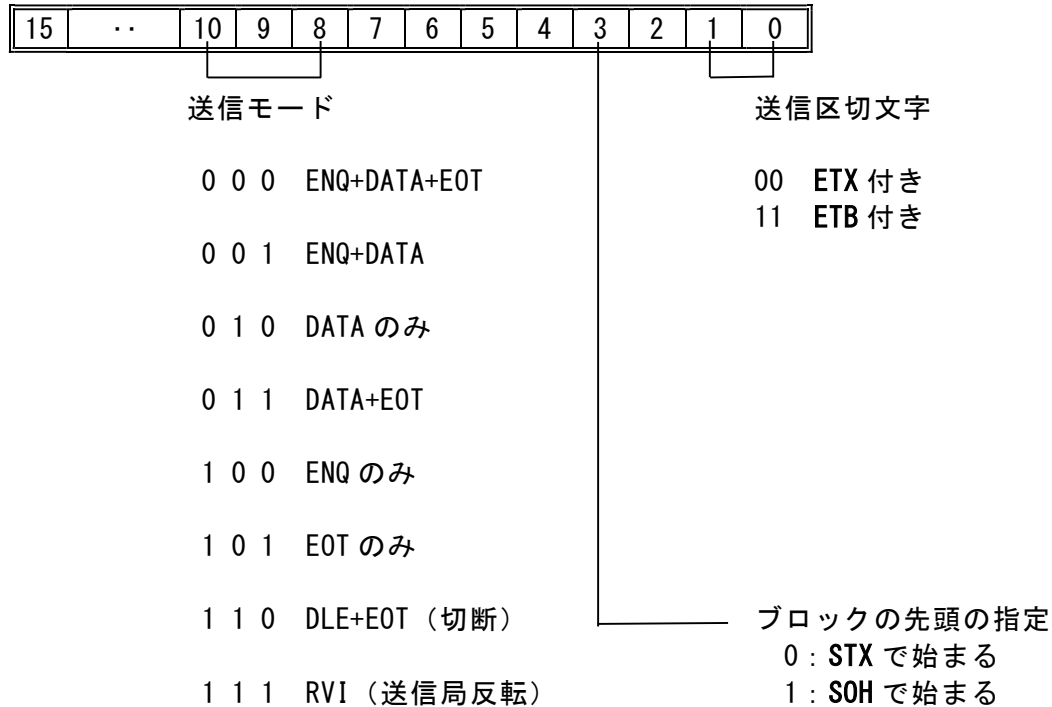 15 ‥ 10 9 8 7 6 5 4 3 2 1 0
送信モード 送信区切文字
0 0 0 ENQ+DATA+EOT 00 ETX 付き
11 ETB 付き
0 0 1 ENQ+DATA
0 1 0 DATA のみ
0 1 1 DATA+EOT
1 0 0 ENQ のみ
1 0 1 EOT のみ
1 1 0 DLE+EOT（切断） ブロックの先頭の指定
0：STX で始まる
1 1 1 RVI（送信局反転） 1：SOH で始まる